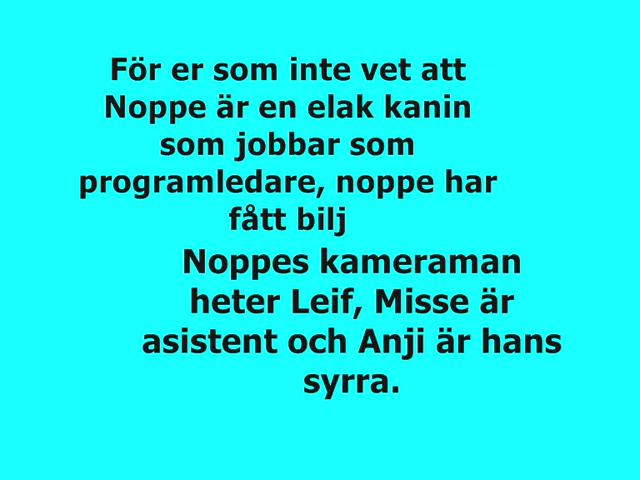 För er som inte vet att
Noppe är en elak kanin
som jobbar som
programledare, noppe har
fått bilj
Noppes kameraman
heter Leif, Misse är
asistent och Anji är hans
syrra.